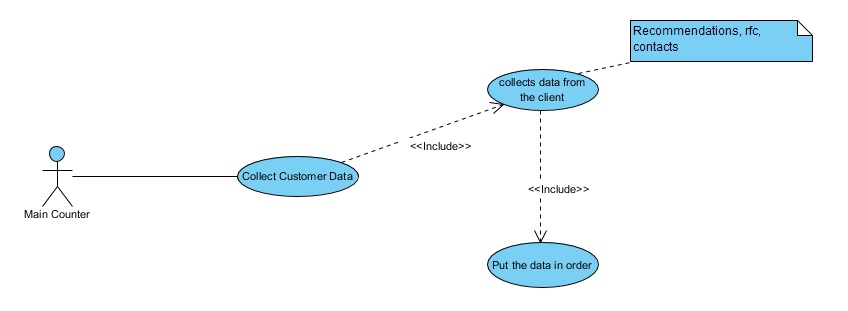 Recommendations, rfc,
contacts
collects data from
the client
<<Include>>
Collect Customer Data
<<Include>>
Main Counter
Put the data in order